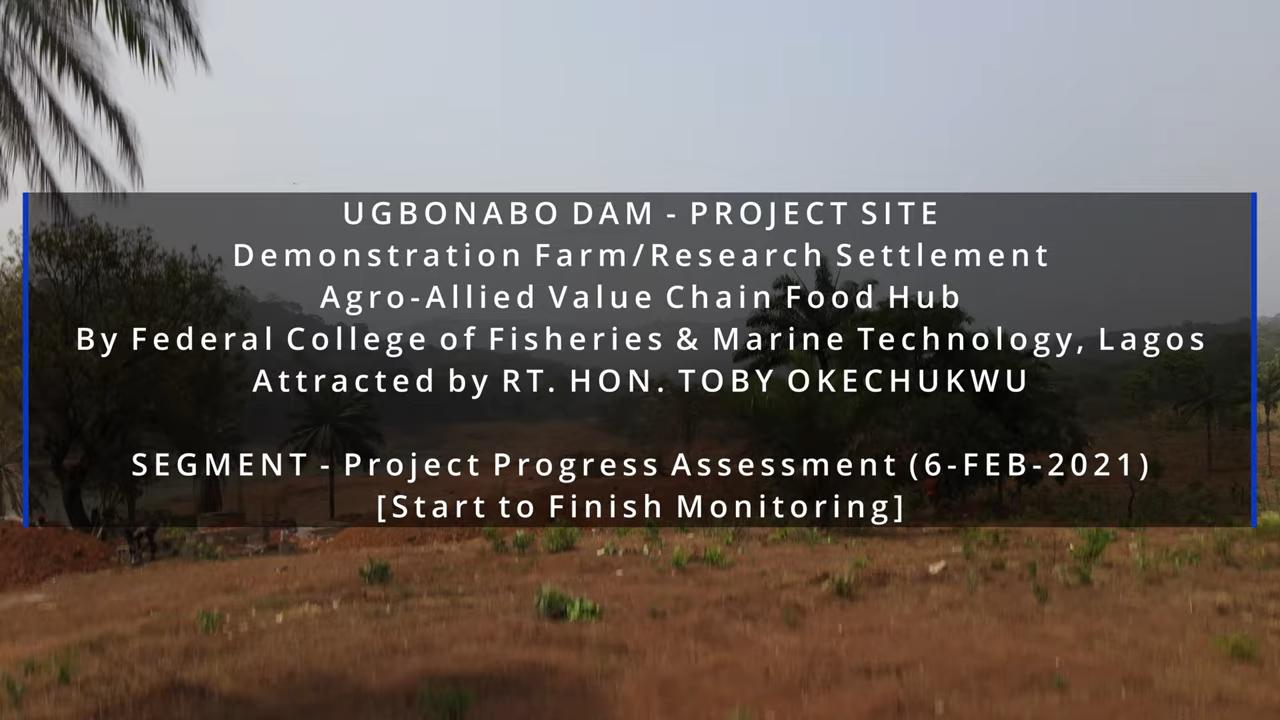 UGBONABO DAM - PROJECT SITE
Demonstration Farm/Research Settlement
Agro-Allied Value Chain Food Hub
By Federal College of Fisheries & Marine Technology, Lagos
Attracted by RT. HON. TOBY OKECHUKWU
SEGMENT - Project Progress Assessment (6-FEB-2021)
[Start to Finish Monitoring]